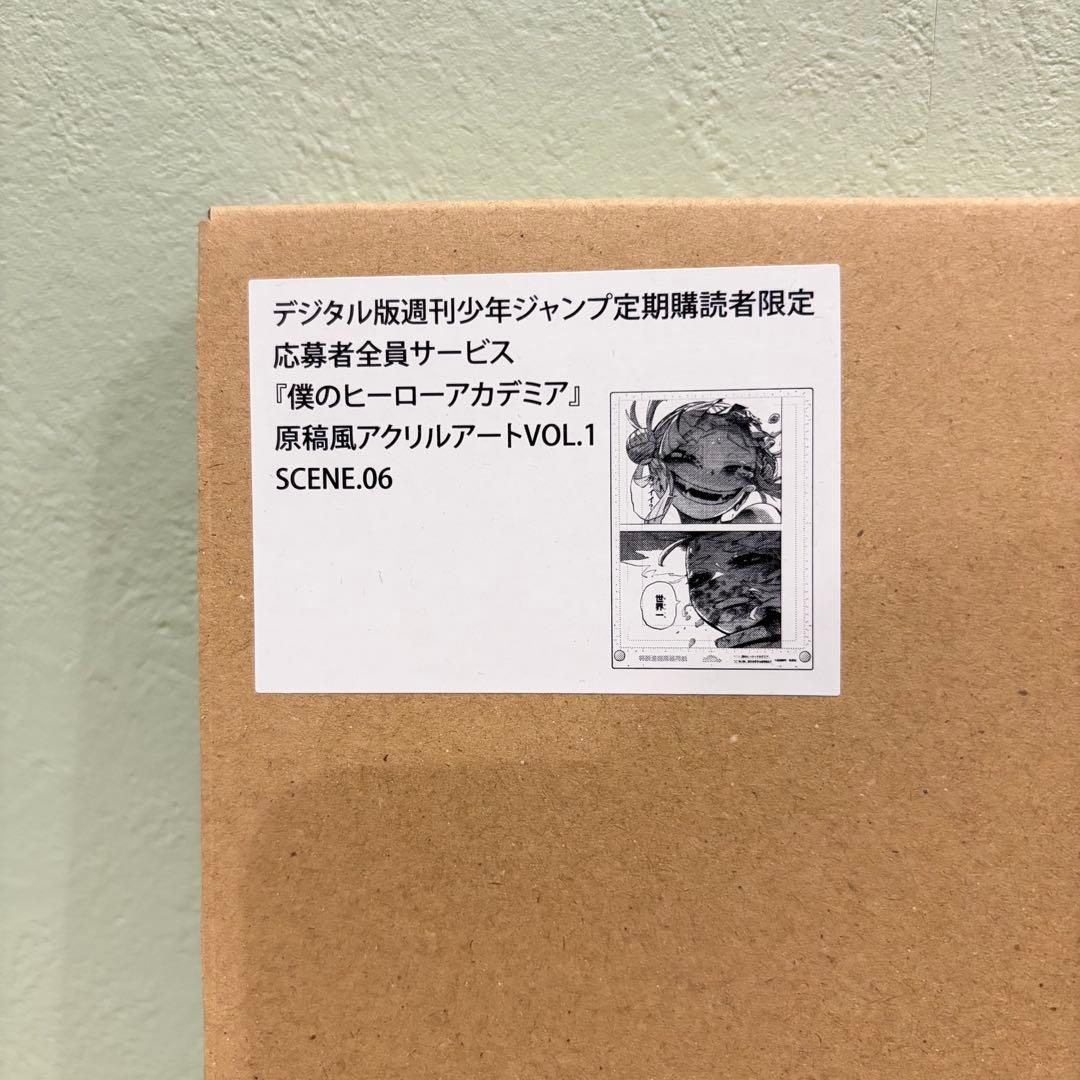 デジタル版週刊少年ジャンプ定期購読者限定
応募者全員サービス
『僕のヒーローアカデミア』
原稿風アクリルアートVOL.1
SCENE.06
世界一